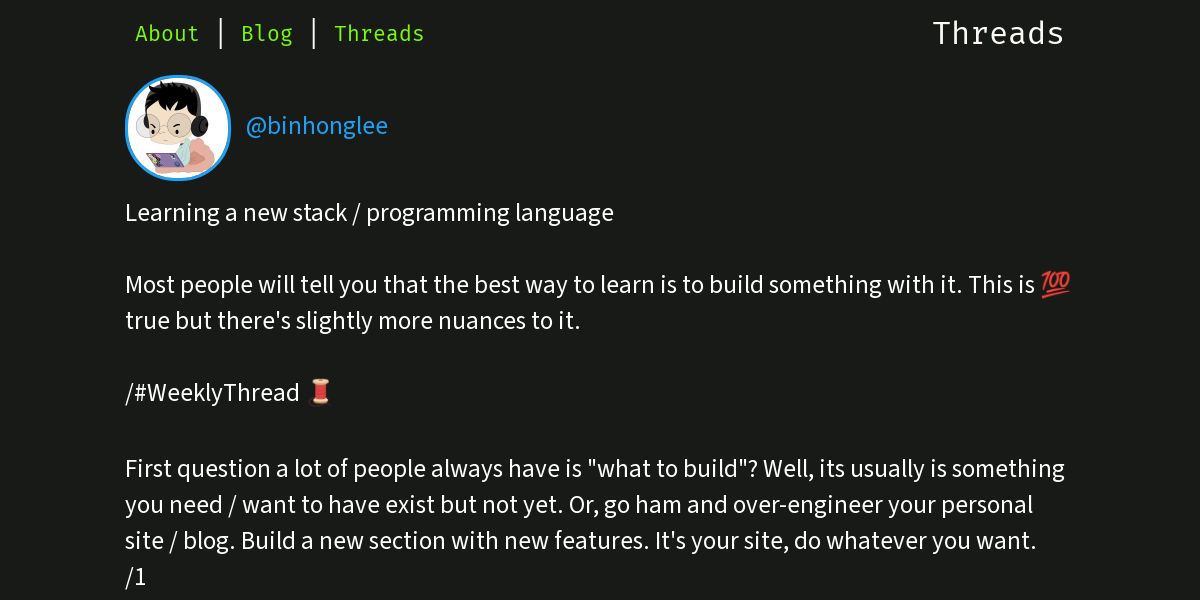 About | Blog | Threads
Threads
@binhonglee
Learning a new stack / programming language
Most people will tell you that the best way to learn is to build something with it. This is 💯
true but there's slightly more nuances to it.
/#WeeklyThread 🧵
First question a lot of people always have is "what to build"? Well, its usually is something
you need / want to have exist but not yet. Or, go ham and over-engineer your personal
site / blog. Build a new section with new features. It's your site, do whatever you want.
/1